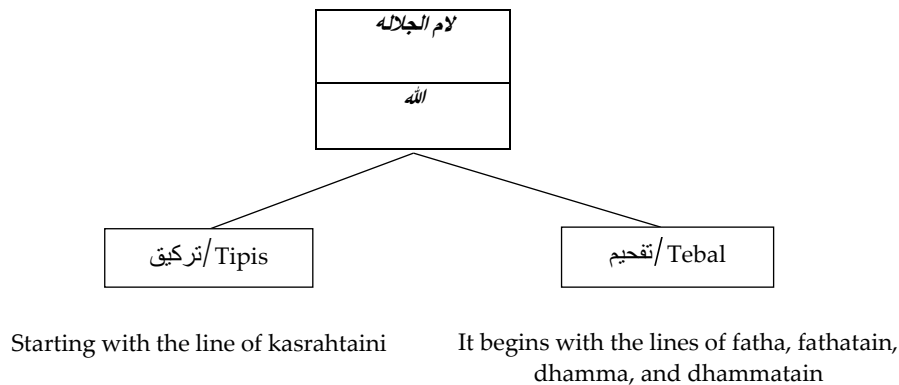 لام الجلاله
الله
تركيق/Tipis
تفحيم/Tebal
Starting with the line of kasrahtaini
It begins with the lines of fatha, fathatain,
dhamma, and dhammatain